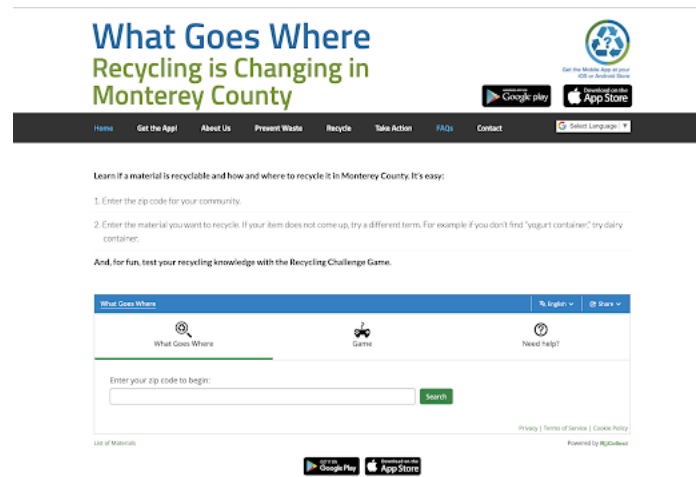 What Goes Where
Recycling is Changing in
Monterey County
Get the Mobile App at your
iOS or Android Store
Google play
Download on the
App Store
Home Get the App! About Us Prevent Waste Recycle Take Action FAQs Contact
Select Language ▼
Learn if a material is recyclable and how and where to recycle it in Monterey County. It's easy:
1. Enter the zip code for your community.
2. Enter the material you want to recycle. If your item does not come up, try a different term. For example if you don't find "yogurt container," try dairy
container.
And, for fun, test your recycling knowledge with the Recycling Challenge Game.
What Goes Where English Share
What Goes Where Game Need help?
Enter your zip code to begin:
Search
Privacy | Terms of Service | Cookie Policy
List of Materials Powered by ReCollect
GET IT ON
Google Play
Download on the
App Store